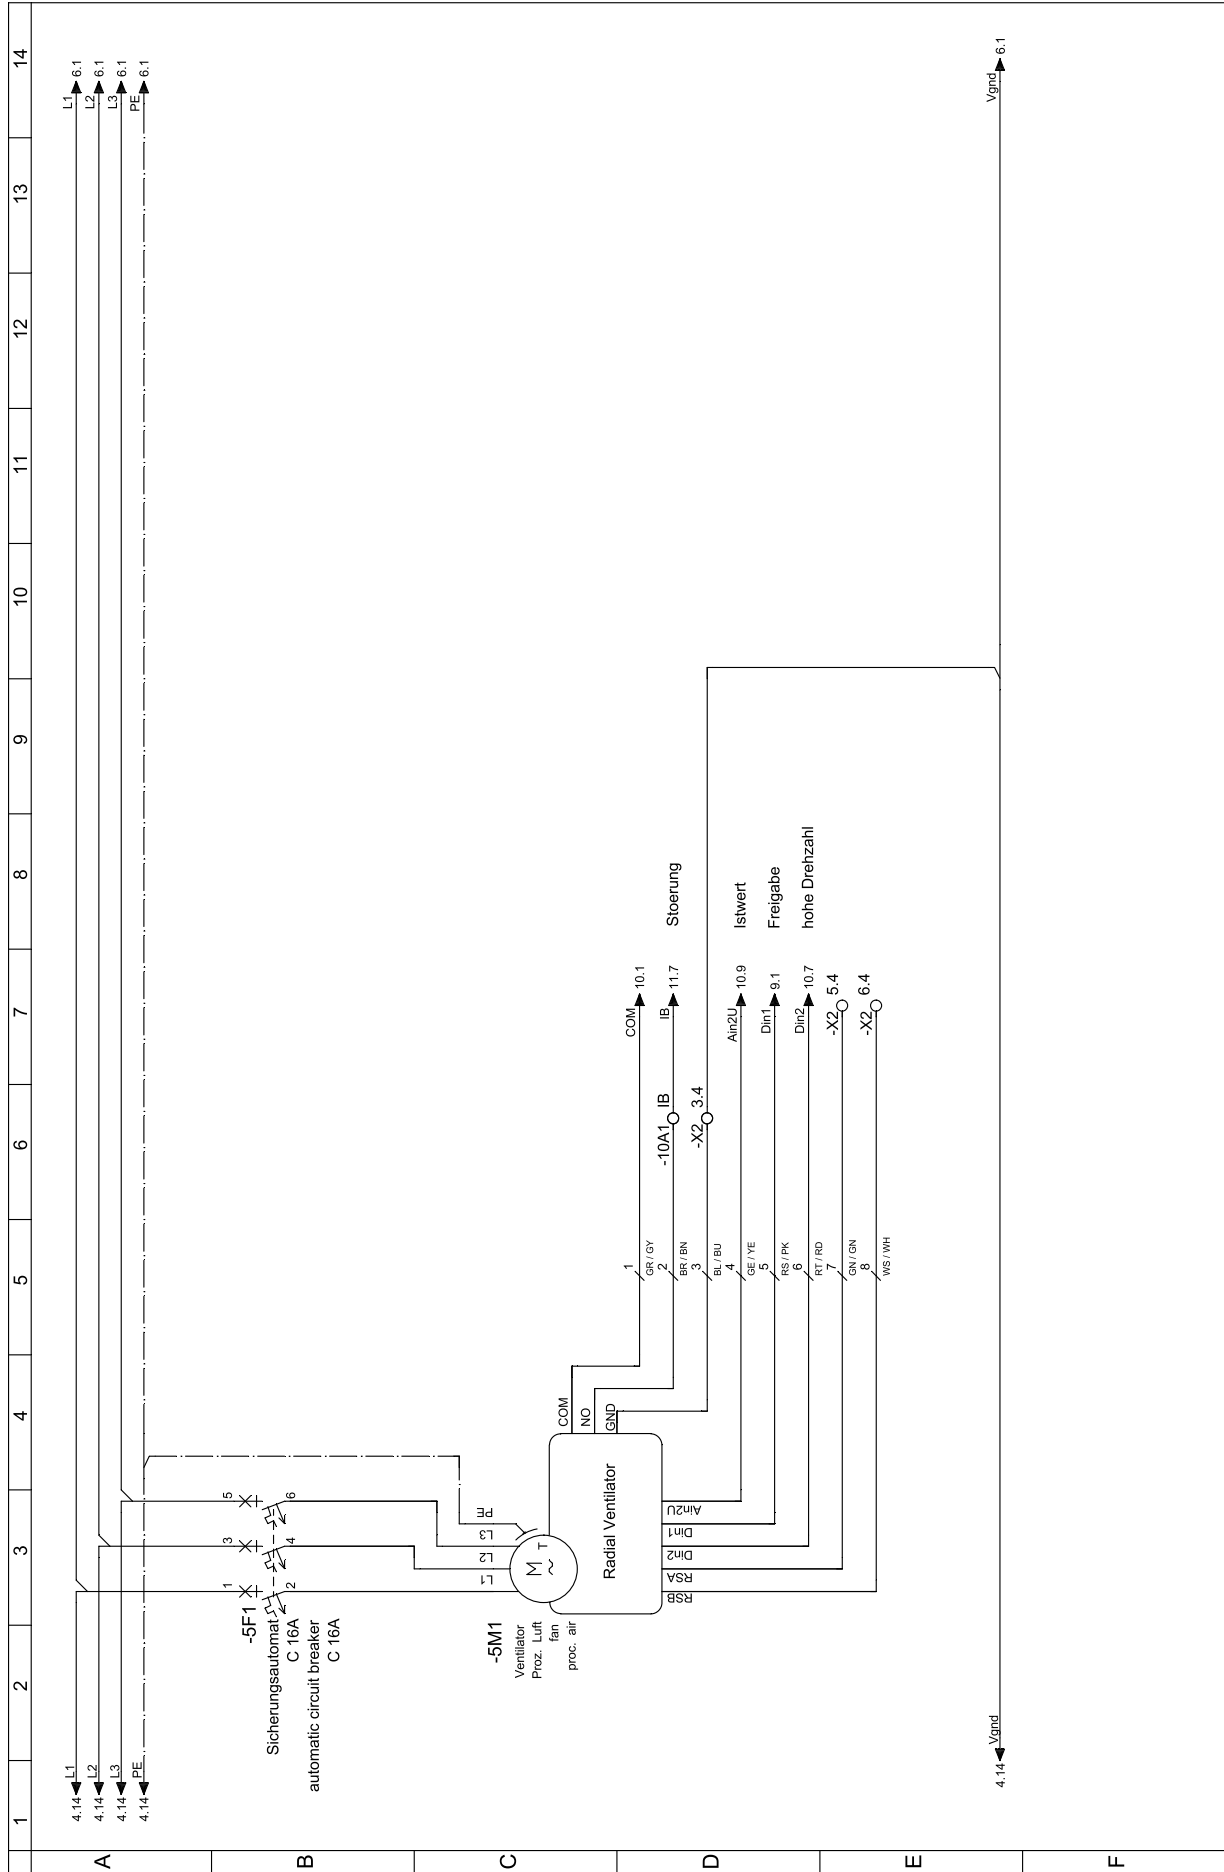 1 2 3 4 5 6 7 8 9 10 11 12 13 14
A
B
C
D
E
F
4.14 L1
L1 6.1
4.14 L2
L2 6.1
4.14 L3
L3 6.1
4.14 PE
PE 6.1
-5F1
1 3 5
2 4 6
Sicherungsautomat
C 16A
automatic circuit breaker
C 16A
-5M1
Ventilator
Proz. Luft
fan
proc. air
L1 L2 L3 PE
M
~
T
Radial Ventilator
COM
NO
GND
RSB RSA Din2 Din1 Ain2U
1
GR / GY
COM
10.1
2
BR / BN
-10A1 IB
IB
11.7
Stoerung
3
BL / BU
-X2 3.4
4
GE / YE
Ain2U
10.9
Istwert
5
RS / PK
Din1
9.1
Freigabe
6
RT / RD
Din2
10.7
hohe Drehzahl
7
GN / GN
-X2 5.4
8
WS / WH
-X2 6.4
4.14 Vgnd
Vgnd 6.1